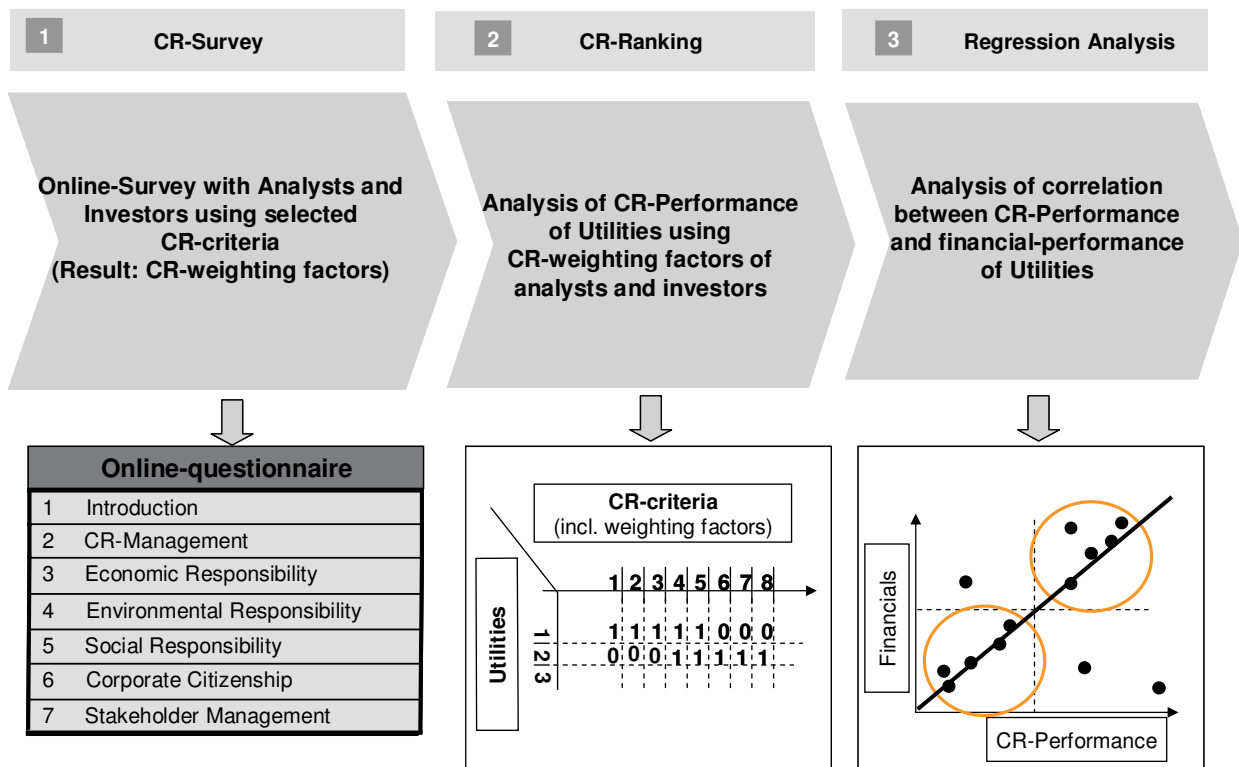 1 CR-Survey
Online-Survey with Analysts and
Investors using selected
CR-criteria
(Result: CR-weighting factors)
Online-questionnaire
1 Introduction
2 CR-Management
3 Economic Responsibility
4 Environmental Responsibility
5 Social Responsibility
6 Corporate Citizenship
7 Stakeholder Management
2 CR-Ranking
Analysis of CR-Performance
of Utilities using
CR-weighting factors of
analysts and investors
CR-criteria
(incl. weighting factors)
Utilities
1 2 3 4 5 6 7 8
1 1 1 1 1 1 0 0 0
2 0 0 0 1 1 1 1 1
3
3 Regression Analysis
Analysis of correlation
between CR-Performance
and financial-performance
of Utilities
Financials
CR-Performance